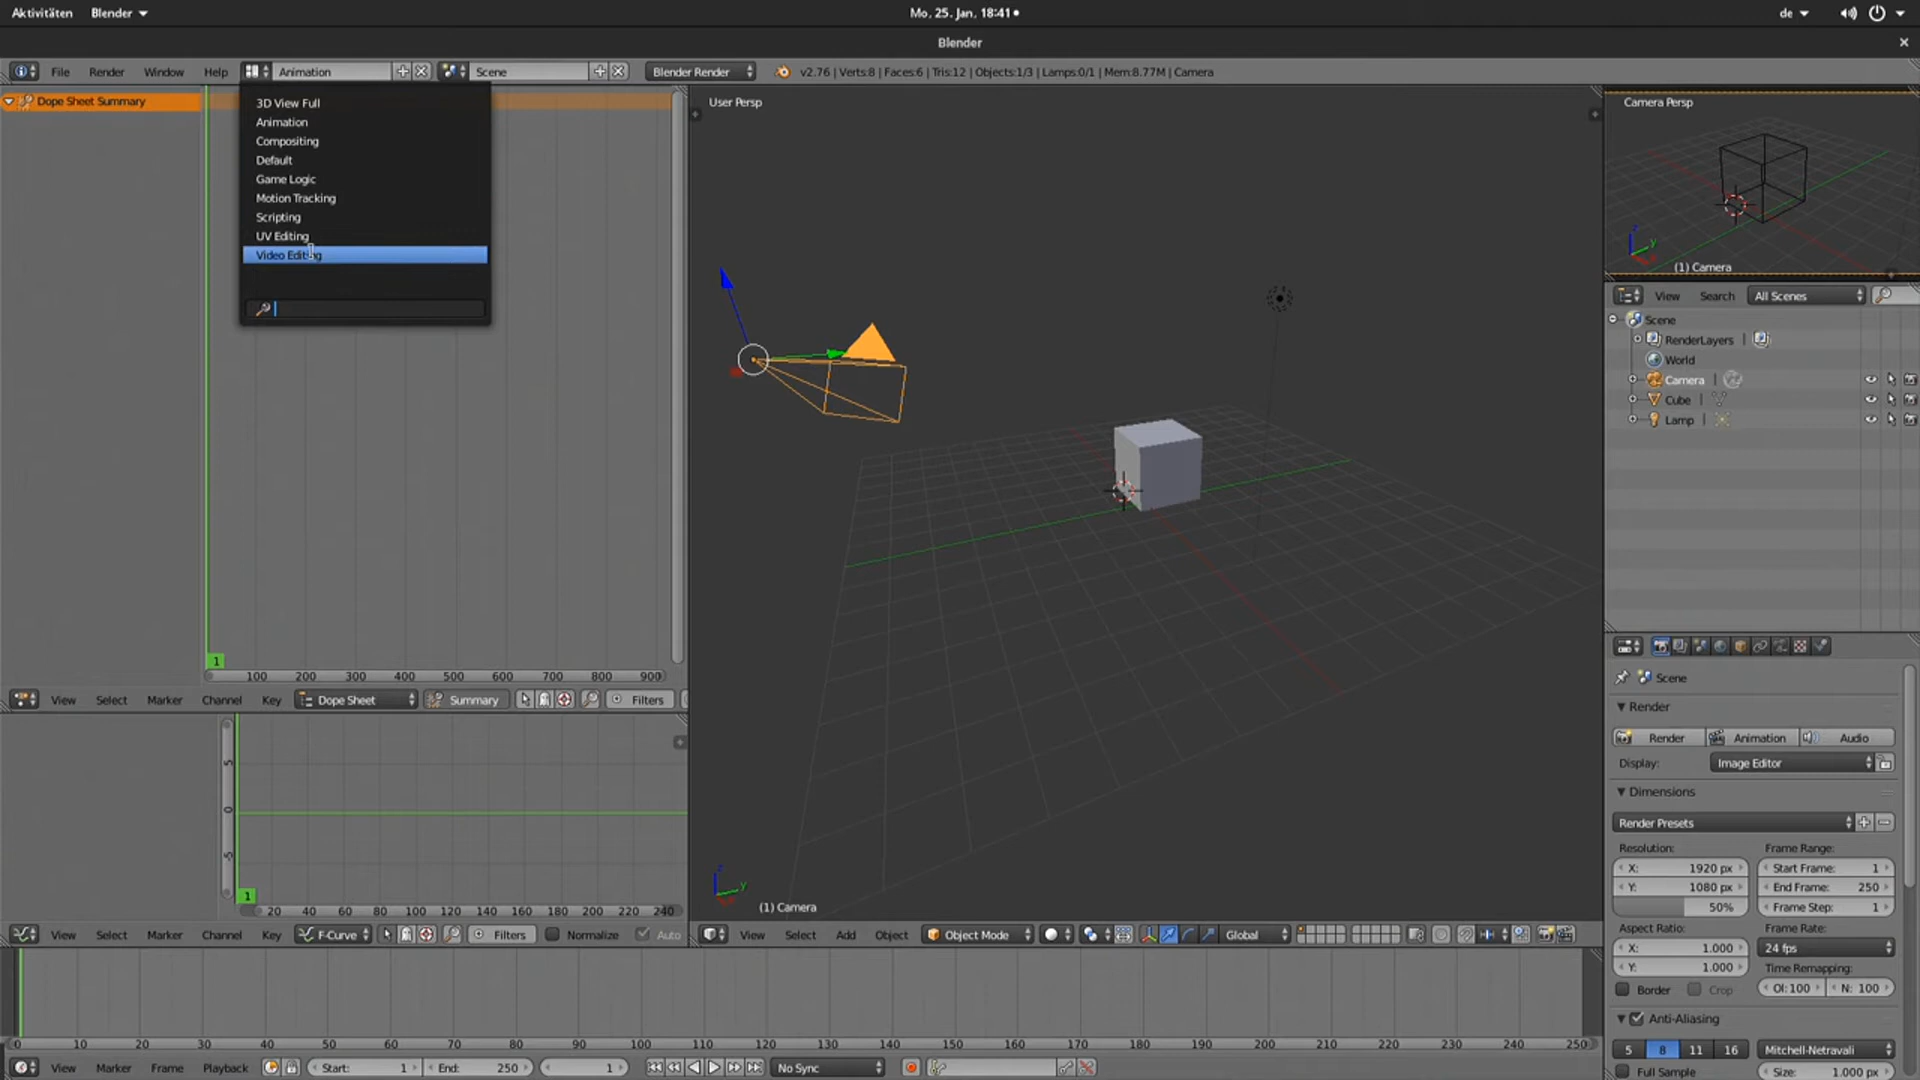 Aktivitäten Blender Mo. 25. Jan, 18:41 de
Blender
File Render Window Help Animation Scene Blender Render v2.76 | Verts:8 | Faces:6 | Tris:12 | Objects:1/3 | Lamps:0/1 | Mem:8.77M | Camera
Dope Sheet Summary
3D View Full
Animation
Compositing
Default
Game Logic
Motion Tracking
Scripting
UV Editing
Video Editing
User Persp
(1) Camera
Camera Persp
(1) Camera
View Search All Scenes
Scene
RenderLayers |
World
Camera |
Cube |
Lamp |
1
100 200 300 400 500 600 700 800 900
View Select Marker Channel Key Dope Sheet Summary Filters
5
0
-5
1
20 40 60 80 100 120 140 160 180 200 220 240
View Select Marker Channel Key F-Curve Filters Normalize Auto
View Select Add Object Object Mode Global
Scene
Render
Render Animation Audio
Display: Image Editor
Dimensions
Render Presets
Resolution: Frame Range:
X: 1920 px Start Frame: 1
Y: 1080 px End Frame: 250
50% Frame Step: 1
Aspect Ratio: Frame Rate:
X: 1.000 24 fps
Y: 1.000 Time Remapping:
Border Crop Ol:100 N: 100
Anti-Aliasing
5 8 11 16 Mitchell-Netravali
Full Sample Size: 1.000 px
0 10 20 30 40 50 60 70 80 90 100 110 120 130 140 150 160 170 180 190 200 210 220 230 240 250
View Marker Frame Playback Start: 1 End: 250 1 No Sync